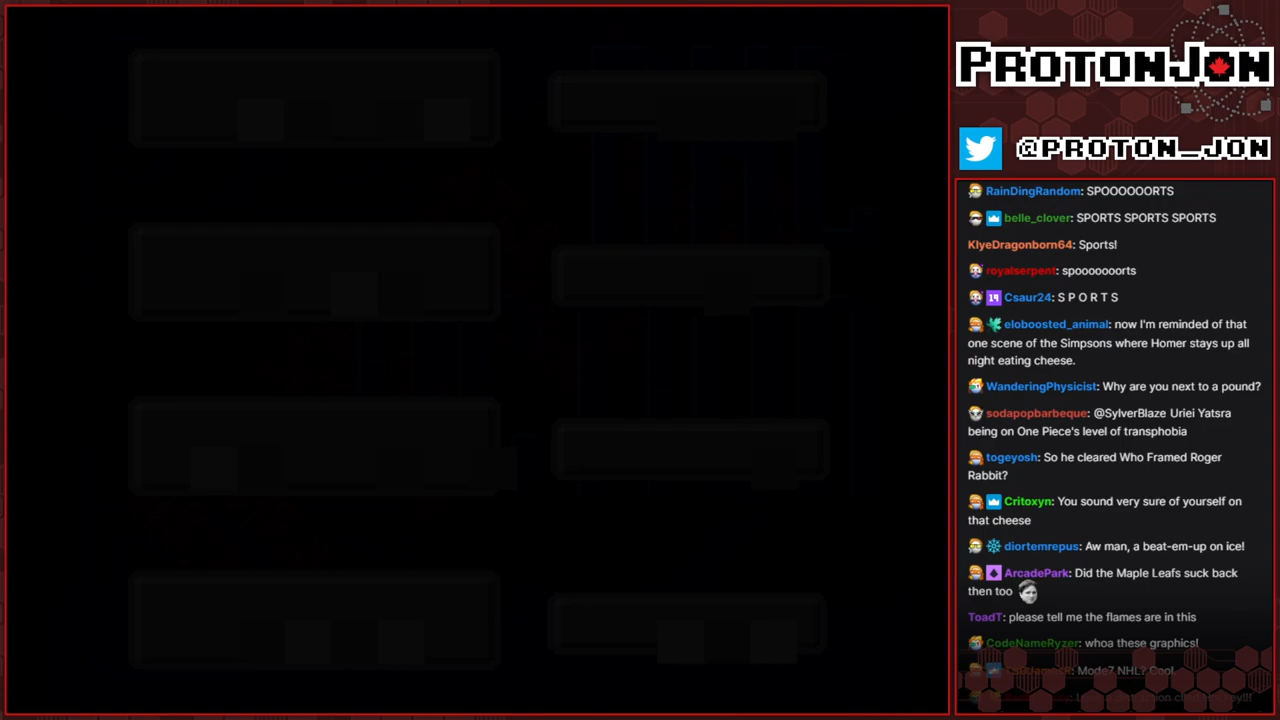 PROTONJON
@PROTON_JON
RainDingRandom: SPOOOOOORTS
belle_clover: SPORTS SPORTS SPORTS
KlyeDragonborn64: Sports!
royalserpent: spooooooorts
19 Csaur24: S P O R T S
eloboosted_animal: now I'm reminded of that
one scene of the Simpsons where Homer stays up all
night eating cheese.
WanderingPhysicist: Why are you next to a pound?
sodapopbarbeque: @SylverBlaze Uriei Yatsra
being on One Piece's level of transphobia
togeyosh: So he cleared Who Framed Roger
Rabbit?
Critoxyn: You sound very sure of yourself on
that cheese
diortemrepus: Aw man, a beat-em-up on ice!
ArcadePark: Did the Maple Leafs suck back
then too
ToadT: please tell me the flames are in this
CodeNameRyzer: whoa these graphics!
Mode7 NHL? Cool.